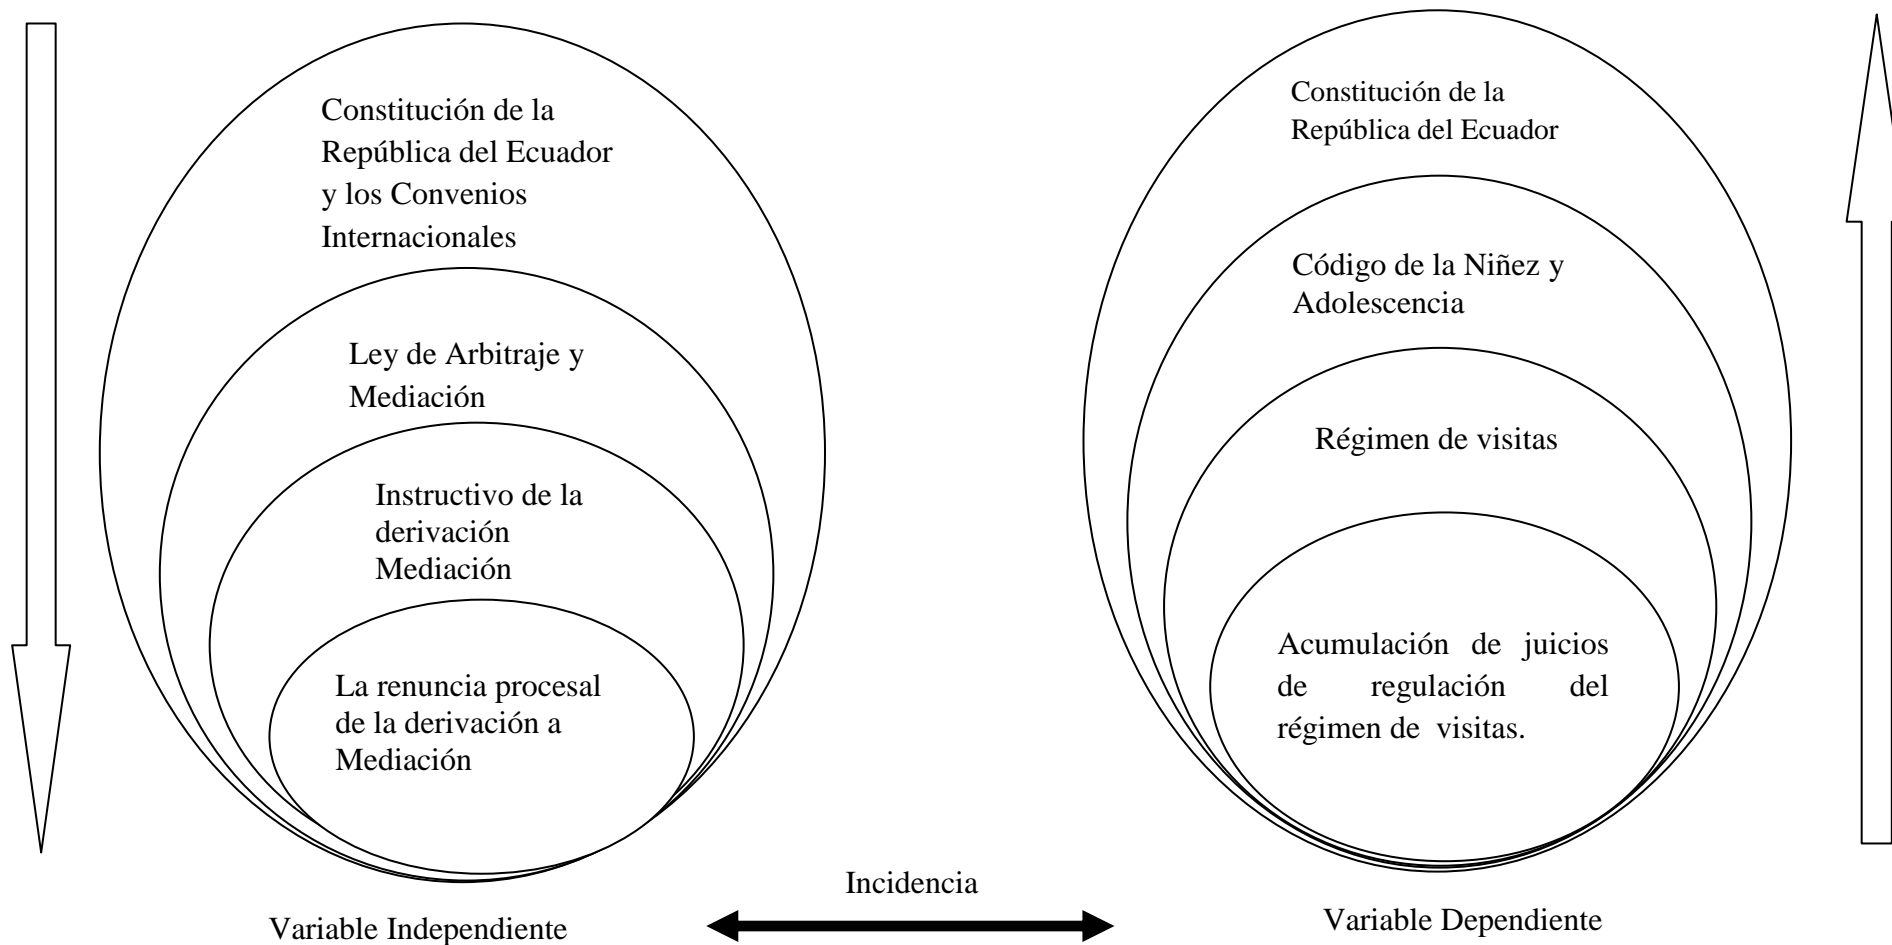 Constitución de la
República del Ecuador
y los Convenios
Internacionales
Ley de Arbitraje y
Mediación
Instructivo de la
derivación
Mediación
La renuncia procesal
de la derivación a
Mediación
Variable Independiente
Incidencia
Constitución de la
República del Ecuador
Código de la Niñez y
Adolescencia
Régimen de visitas
Acumulación de juicios
de regulación del
régimen de visitas.
Variable Dependiente